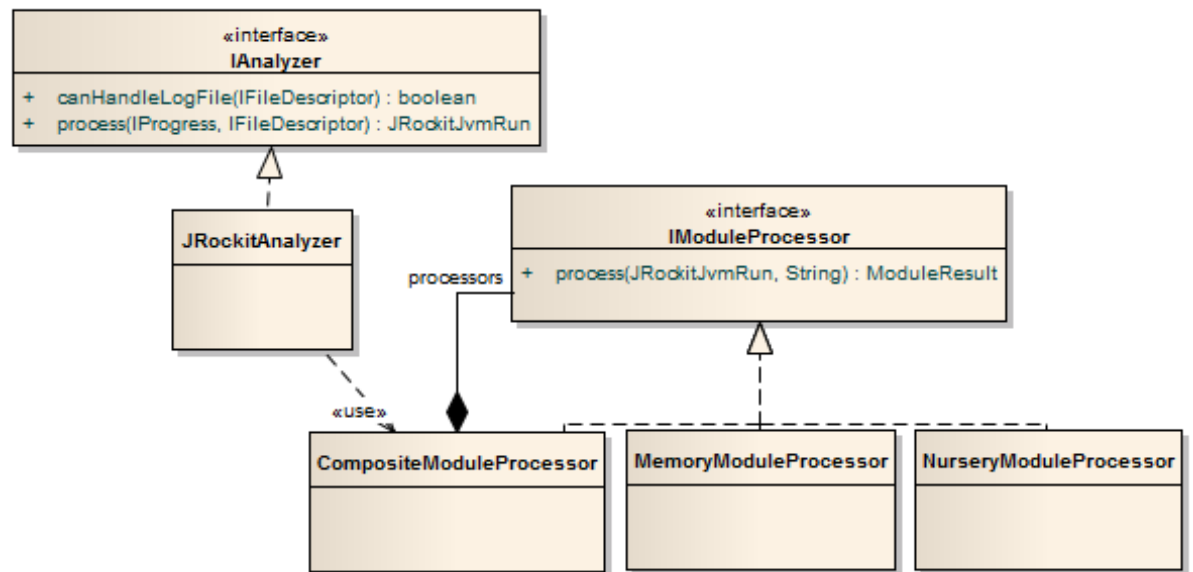 «interface»
IAnalyzer
+ canHandleLogFile(IFileDescriptor) : boolean
+ process(IProgress, IFileDescriptor) : JRockitJvmRun
JRockitAnalyzer
«interface»
IModuleProcessor
+ process(JRockitJvmRun, String) : ModuleResult
processors
«use»
CompositeModuleProcessor
MemoryModuleProcessor
NurseryModuleProcessor